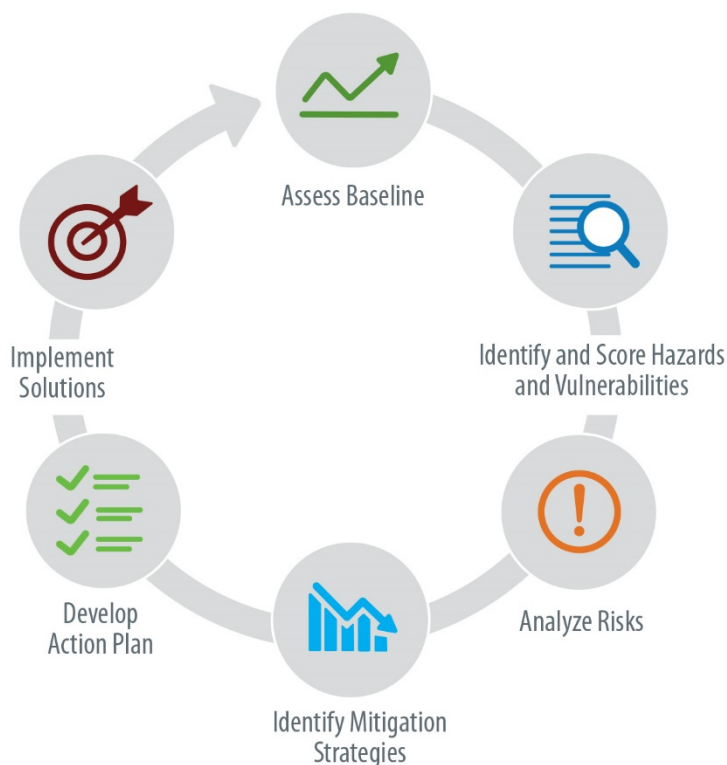 Assess Baseline
Identify and Score Hazards
and Vulnerabilities
Analyze Risks
Identify Mitigation
Strategies
Develop
Action Plan
Implement
Solutions